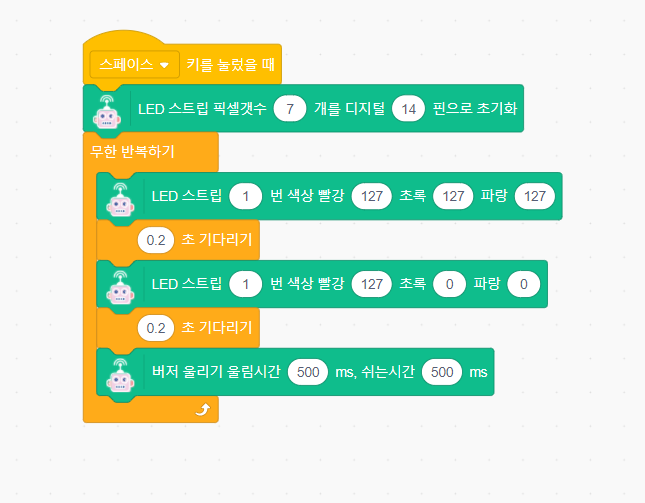 스페이스 키를 눌렀을 때
LED 스트립 픽셀갯수 7 개를 디지털 14 핀으로 초기화
무한 반복하기
LED 스트립 1 번 색상 빨강 127 초록 127 파랑 127
0.2 초 기다리기
LED 스트립 1 번 색상 빨강 127 초록 0 파랑 0
0.2 초 기다리기
버저 울리기 울림시간 500 ms, 쉬는시간 500 ms